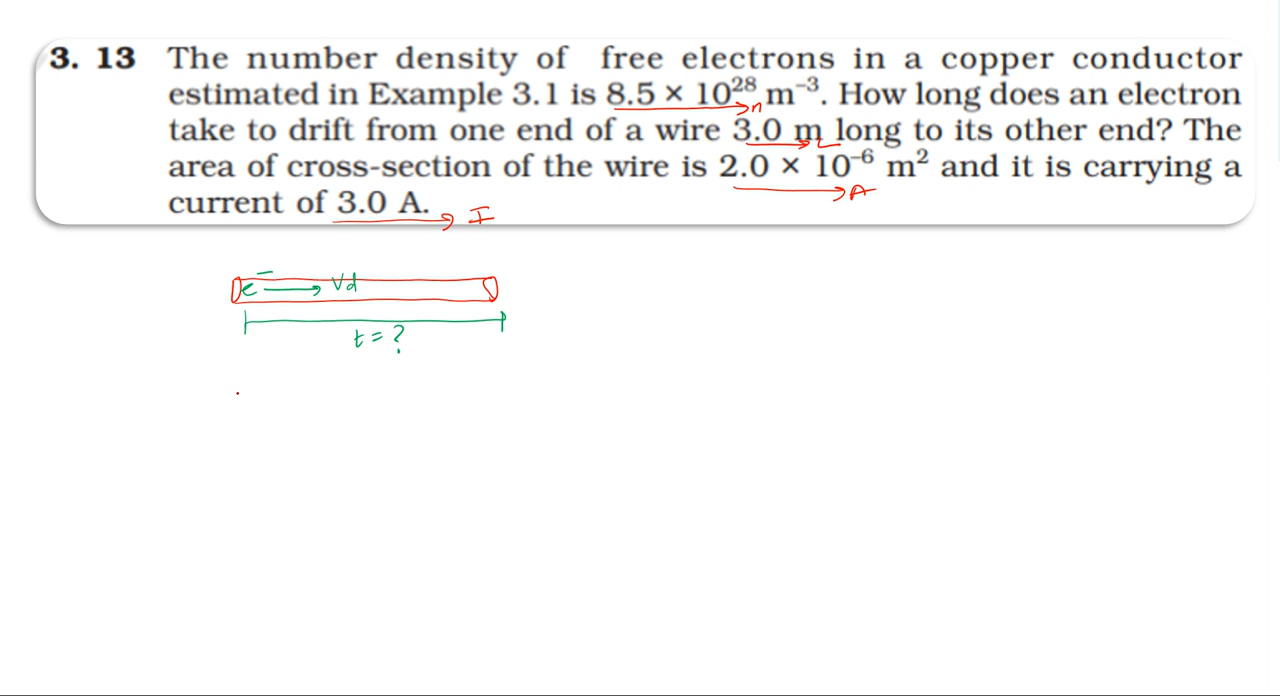 3. 13 The number density of free electrons in a copper conductor
estimated in Example 3.1 is 8.5 × 10²⁸ m⁻³. How long does an electron
n
take to drift from one end of a wire 3.0 m long to its other end? The
L
area of cross-section of the wire is 2.0 × 10⁻⁶ m² and it is carrying a
A
current of 3.0 A.
I
e⁻ Vd
t = ?